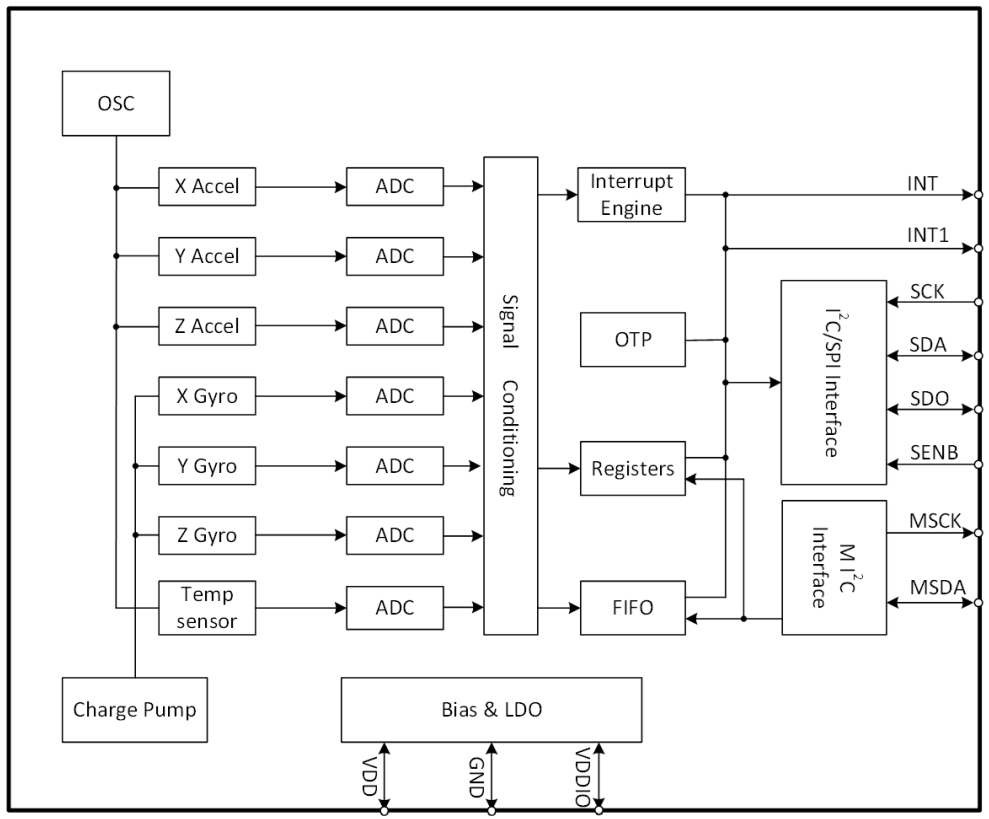 OSC
X Accel
ADC
Interrupt
Engine
INT
Y Accel
ADC
INT1
Z Accel
ADC
OTP
SCK
SDA
SDO
SENB
I²C/SPI Interface
Signal Conditioning
X Gyro
ADC
Y Gyro
ADC
Registers
Z Gyro
ADC
MSCK
M I²C
Interface
MSDA
Temp
sensor
ADC
FIFO
Charge Pump
Bias & LDO
VDD
GND
VDDIO